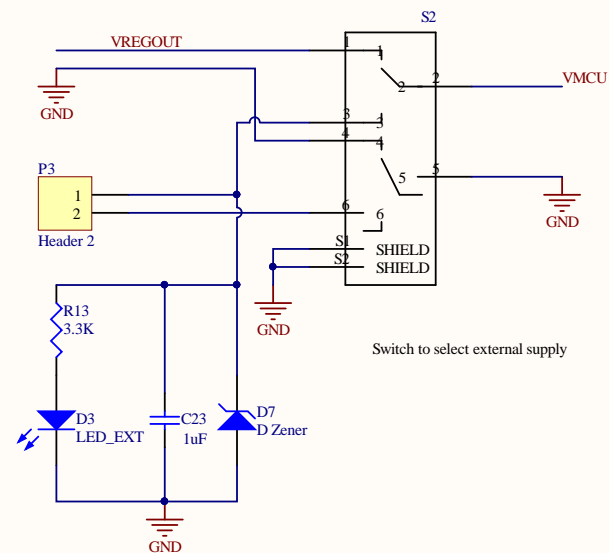 S2
VREGOUT
1
1
2
2
VMCU
GND
3
3
4
4
P3
1
2
Header 2
5
5
GND
6
6
S1
SHIELD
S2
SHIELD
GND
R13
3.3K
Switch to select external supply
D3
LED_EXT
C23
1uF
D7
D Zener
GND